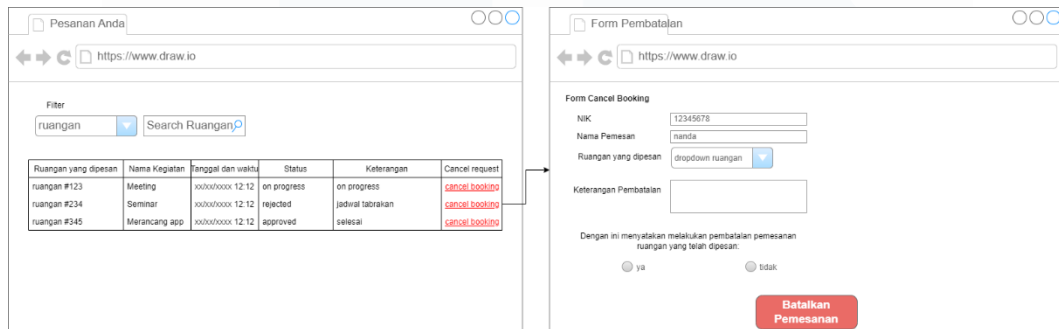 Pesanan Anda
https://www.draw.io
Filter
ruangan
Search Ruangan
Ruangan yang dipesan Nama Kegiatan Tanggal dan waktu Status Keterangan Cancel request
ruangan #123 Meeting xx/xx/xxxx 12:12 on progress on progress cancel booking
ruangan #234 Seminar xx/xx/xxxx 12:12 rejected jadwal tabrakan cancel booking
ruangan #345 Merancang app xx/xx/xxxx 12:12 approved selesai cancel booking
Form Pembatalan
https://www.draw.io
Form Cancel Booking
NIK 12345678
Nama Pemesan nanda
Ruangan yang dipesan dropdown ruangan
Keterangan Pembatalan
Dengan ini menyatakan melakukan pembatalan pemesanan
ruangan yang telah dipesan:
ya tidak
Batalkan
Pemesanan